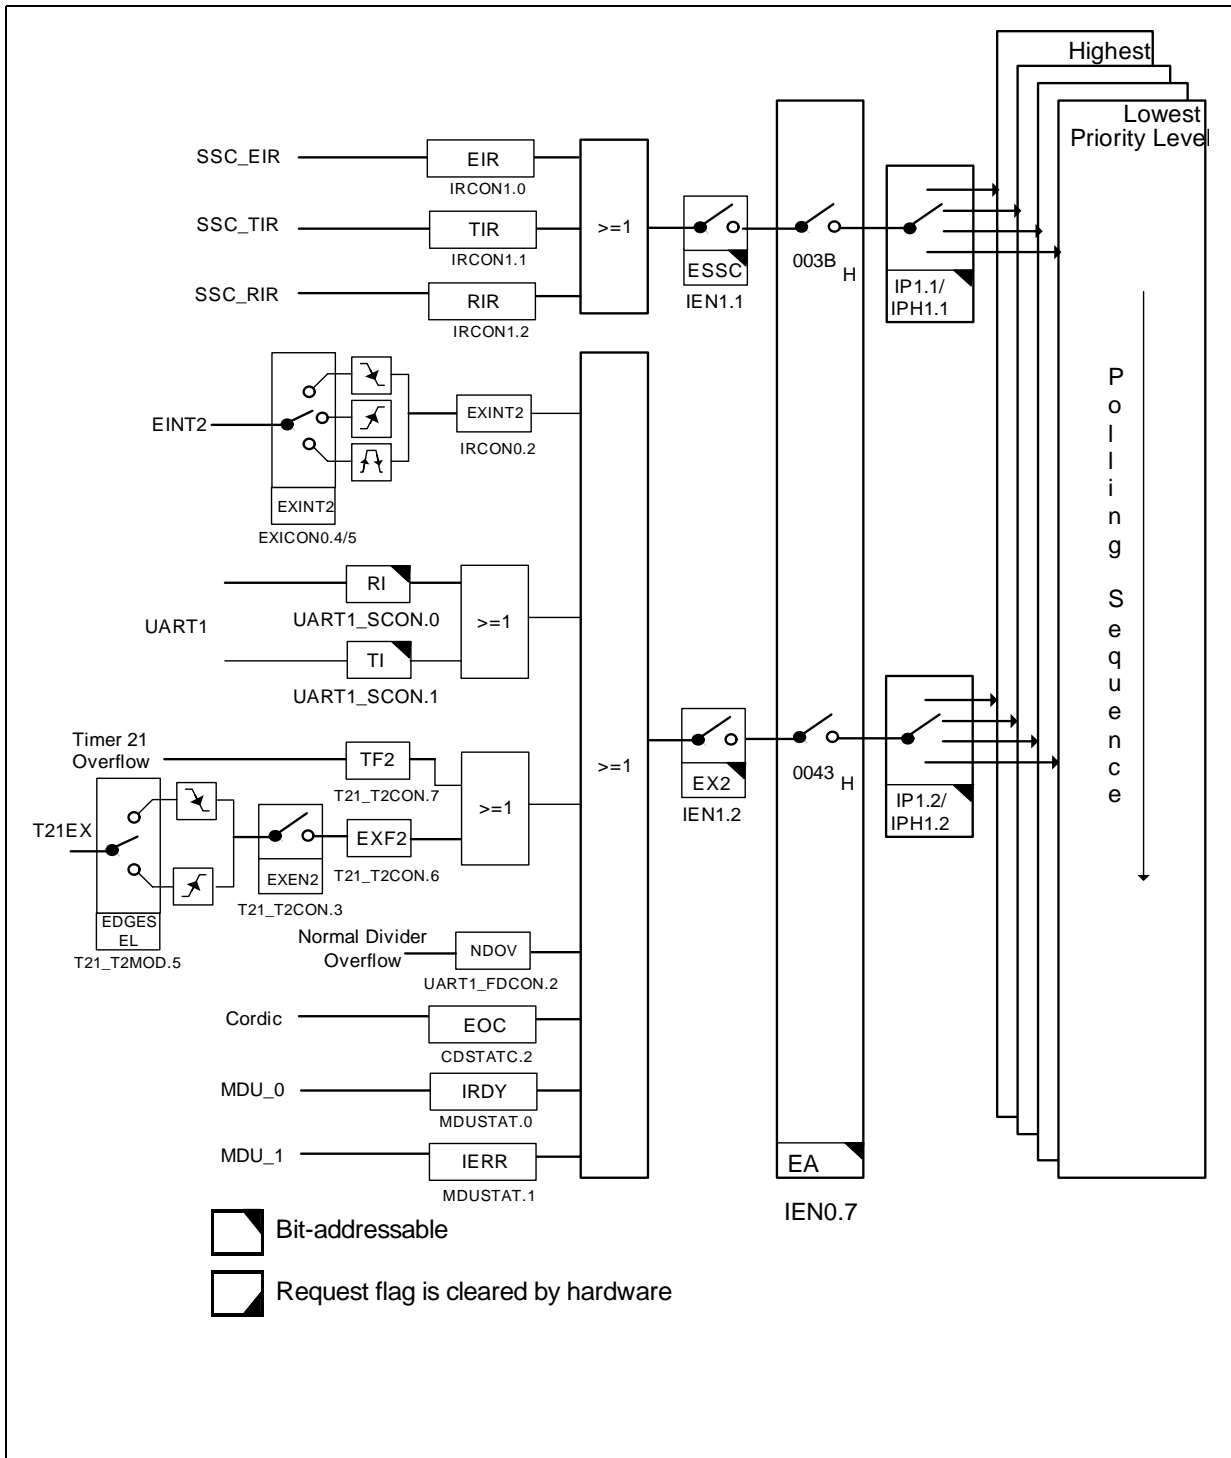 Highest
Lowest
Priority Level
SSC_EIR
EIR
IRCON1.0
SSC_TIR
TIR
IRCON1.1
SSC_RIR
RIR
IRCON1.2
>=1
ESSC
IEN1.1
003B H
IP1.1/
IPH1.1
EINT2
EXINT2
EXICON0.4/5
EXINT2
IRCON0.2
UART1
RI
UART1_SCON.0
TI
UART1_SCON.1
>=1
Timer 21
Overflow
TF2
T21_T2CON.7
T21EX
EDGES
EL
T21_T2MOD.5
EXEN2
T21_T2CON.3
EXF2
T21_T2CON.6
>=1
Normal Divider
Overflow
NDOV
UART1_FDCON.2
Cordic
EOC
CDSTATC.2
MDU_0
IRDY
MDUSTAT.0
MDU_1
IERR
MDUSTAT.1
>=1
EX2
IEN1.2
0043 H
IP1.2/
IPH1.2
EA
IEN0.7
Polling Sequence
Bit-addressable
Request flag is cleared by hardware